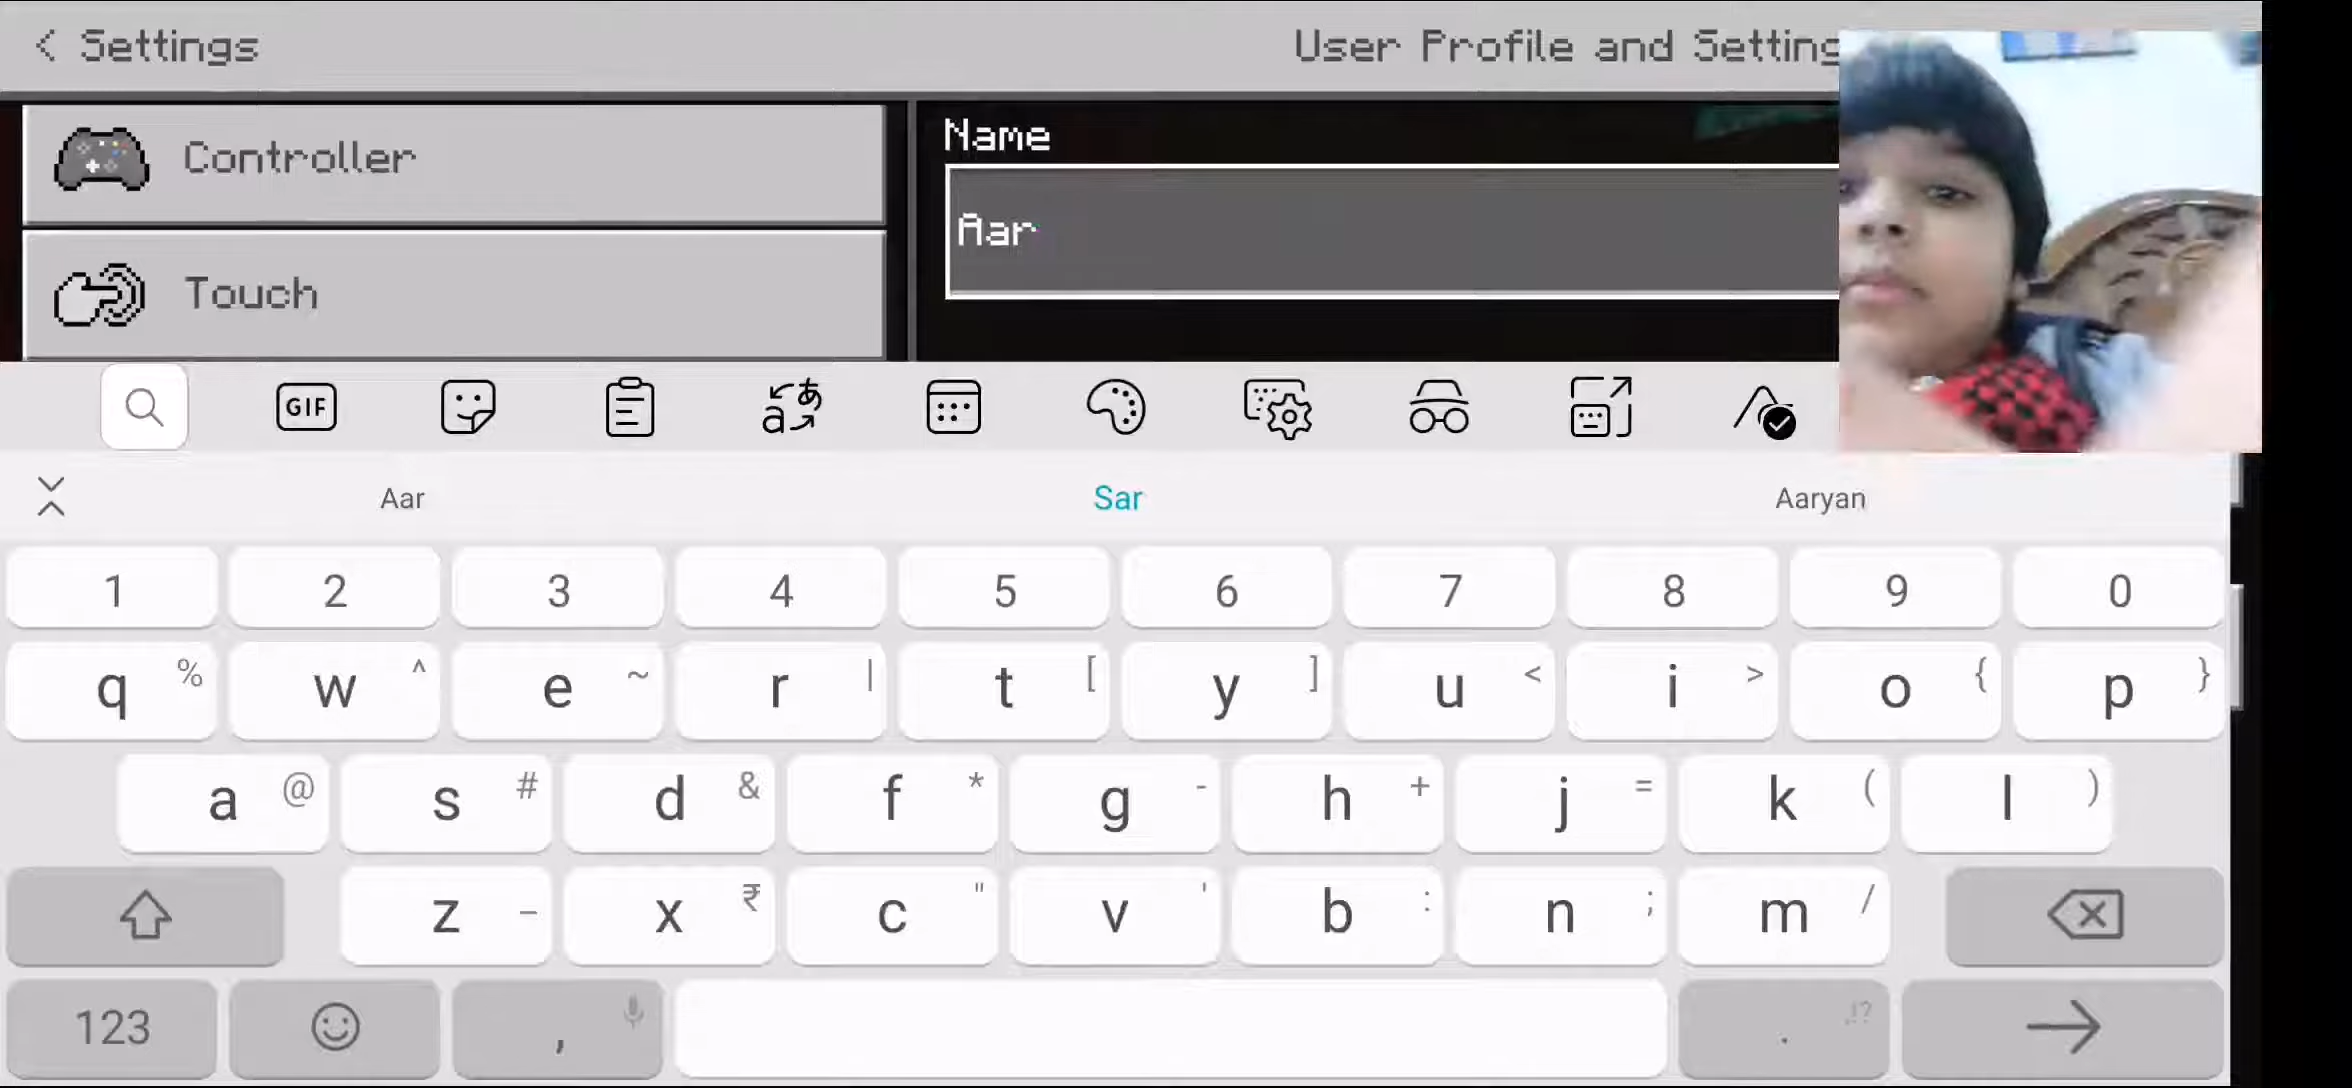 < Settings
User Profile and Setting
Controller
Touch
Name
Aar
GIF
a あ
Aar Sar Aaryan
1 2 3 4 5 6 7 8 9 0
q % w ^ e ~ r | t [ y ] u < i > o { p }
a @ s # d & f * g - h + j = k ( l )
z _ x ₹ c " v ' b : n ; m /
123 , . .!?